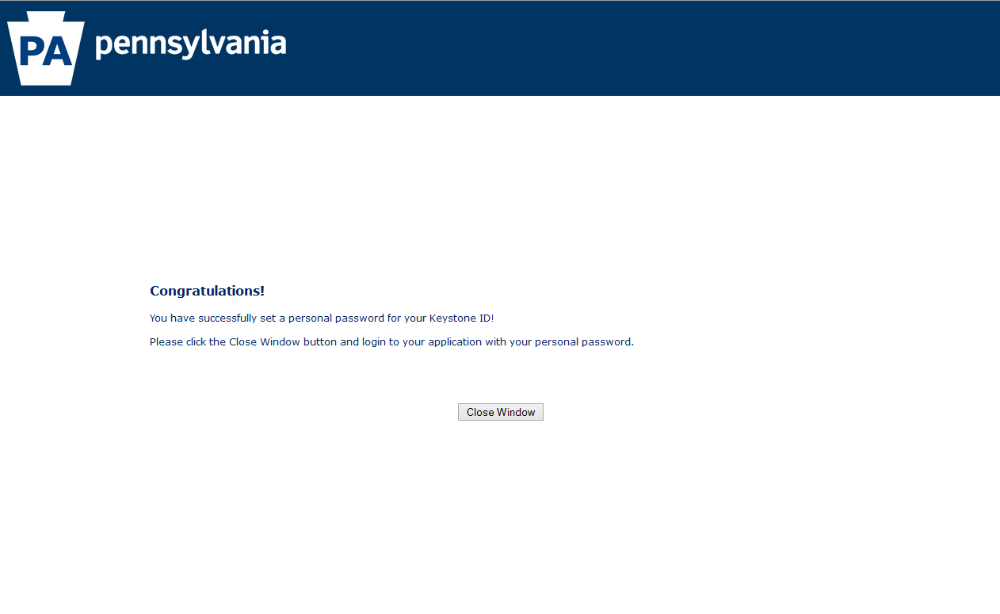 PA pennsylvania
Congratulations!
You have successfully set a personal password for your Keystone ID!
Please click the Close Window button and login to your application with your personal password.
Close Window